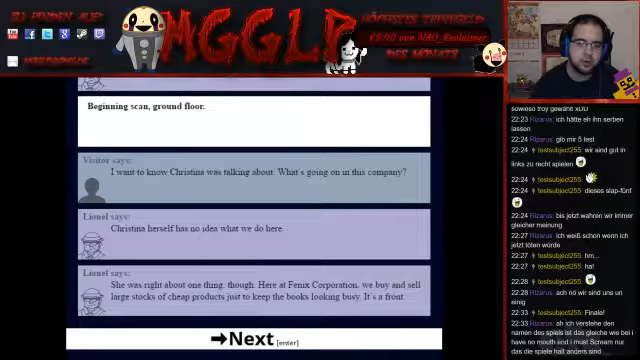 ZU FINDEN AUF:
MGGLP
HÖCHSTES TRINKGELD
€5.00 von NAO_Reclaimer
DES MONATS
Beginning scan, ground floor.
Visitor says:
I want to know Christina was talking about. What's going on in this company?
Lionel says:
Christina herself has no idea what we do here.
Lionel says:
She was right about one thing, though. Here at Fenix Corporation, we buy and sell
large stocks of cheap products just to keep the books looking busy. It's a front.
➡Next [enter]
sowieso troy gewählt xDD
22:23 Rizarus: ich hätte eh ihn serben
lassen
22:24 Rizarus: gib mir 5 test
22:24 testsubject255: wir sind gut in
links zu recht spielen
22:24 testsubject255:
22:24 testsubject255: dieses slap-fünf
22:24 Rizarus: bis jetzt wahren wir immer
gleicher meinung
22:27 Rizarus: ich weiß schon wenn ich
jetzt töten würde
22:27 testsubject255: hm...
22:27 testsubject255: ha!
22:28 testsubject255:
22:28 Rizarus: ach nö wir sind uns un
einig
22:33 testsubject255: Finale!
22:33 Rizarus: ah ich verstehe den
namen des spiels ist das gleiche wie bei i
have no mouth and i must Scream nur
das die spiele hat anders sind